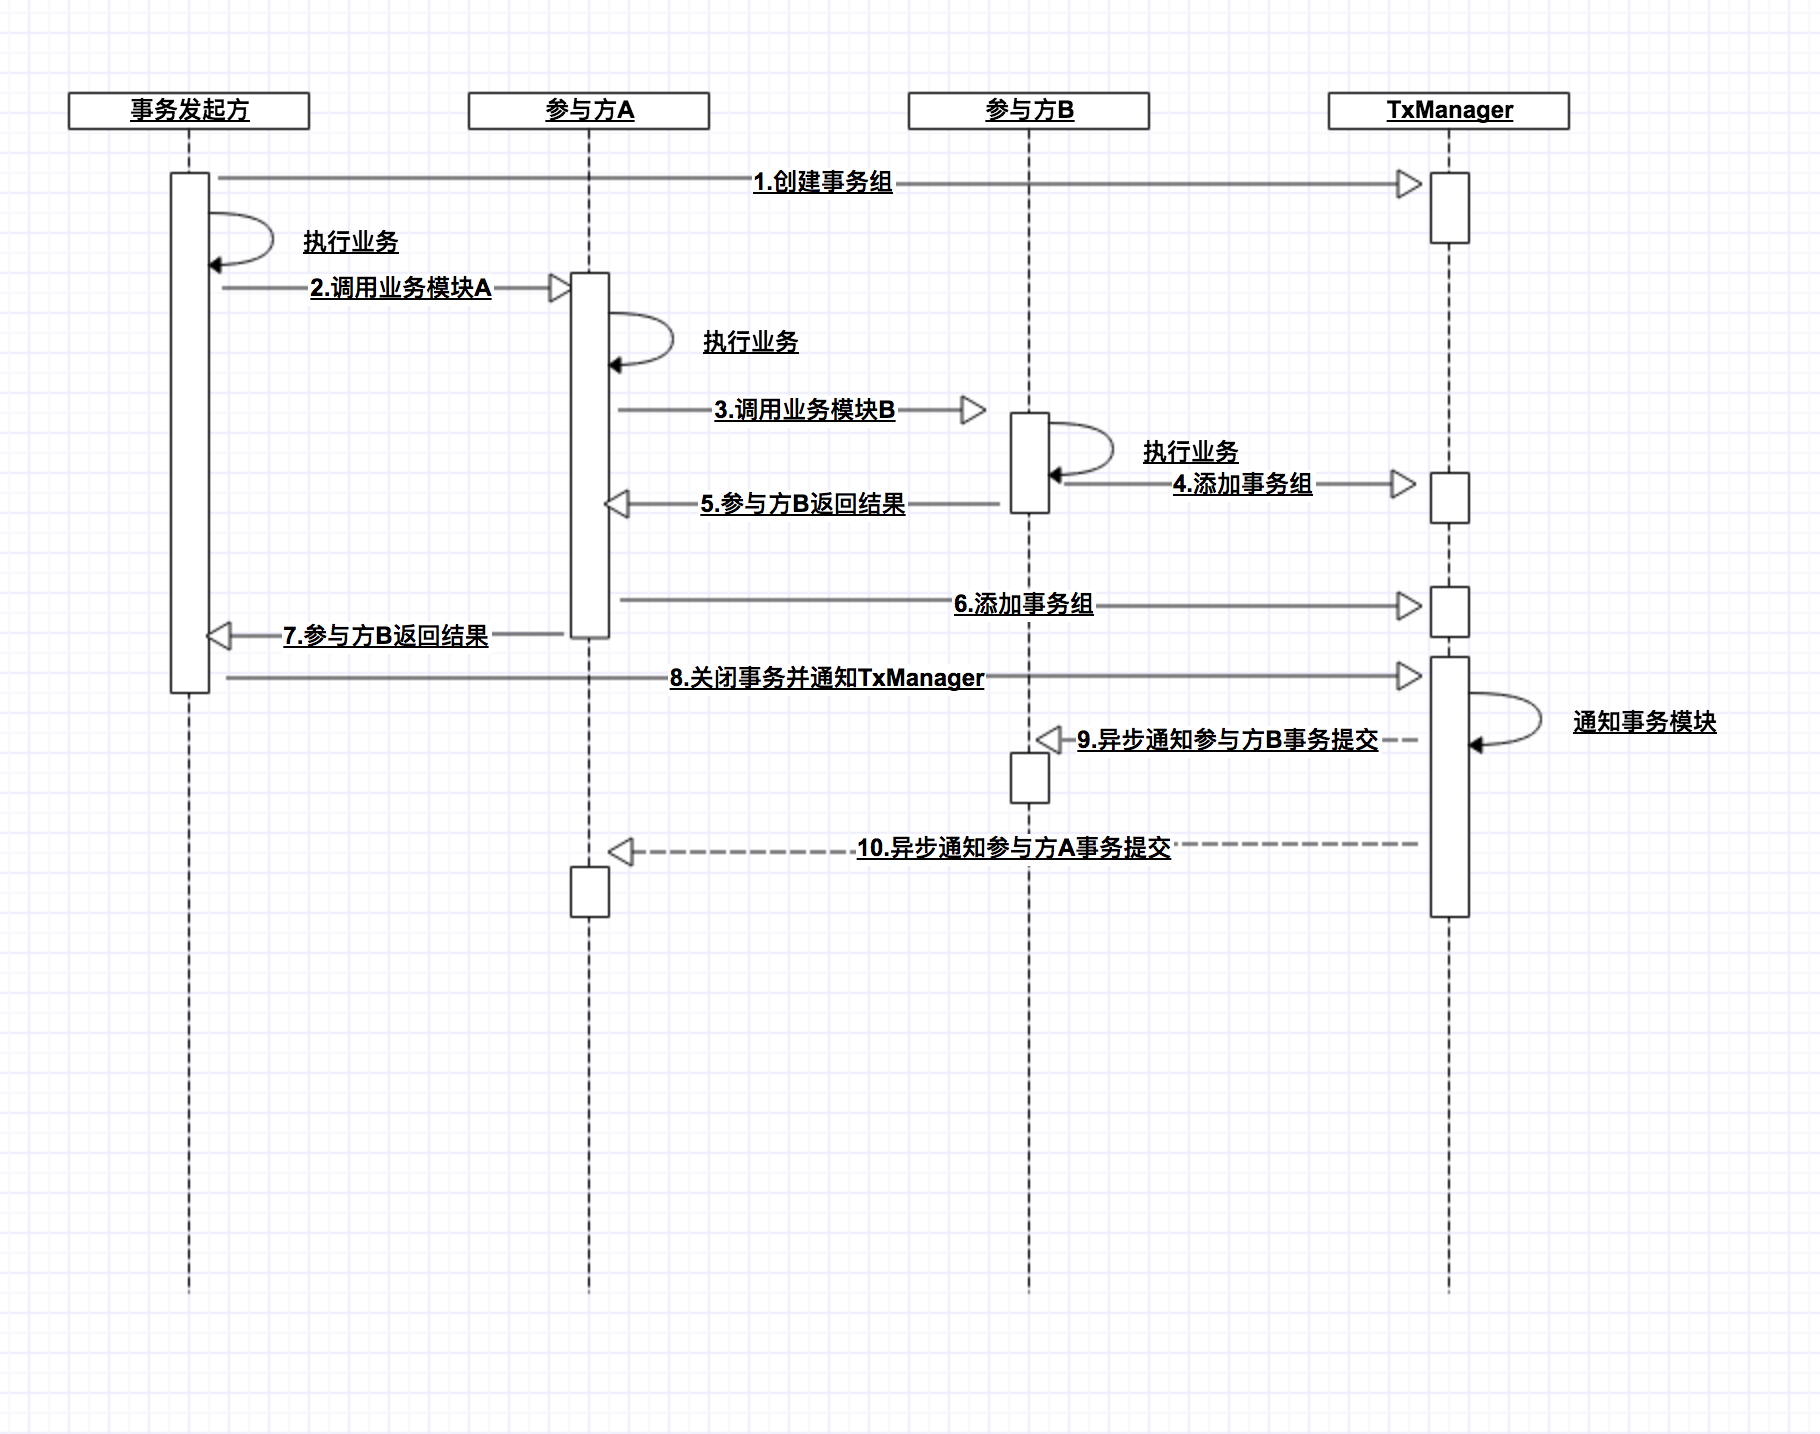 事务发起方
参与方A
参与方B
TxManager
1.创建事务组
执行业务
2.调用业务模块A
执行业务
3.调用业务模块B
执行业务
4.添加事务组
5.参与方B返回结果
6.添加事务组
7.参与方B返回结果
8.关闭事务并通知TxManager
通知事务模块
9.异步通知参与方B事务提交
10.异步通知参与方A事务提交